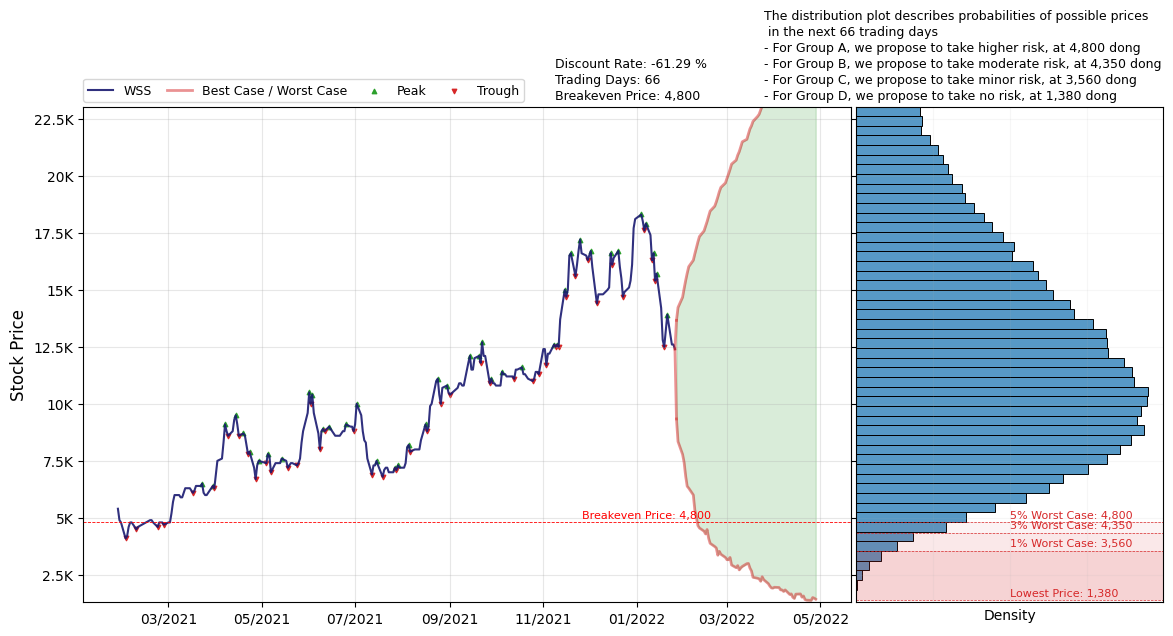 The distribution plot describes probabilities of possible prices
in the next 66 trading days
- For Group A, we propose to take higher risk, at 4,800 dong
- For Group B, we propose to take moderate risk, at 4,350 dong
- For Group C, we propose to take minor risk, at 3,560 dong
- For Group D, we propose to take no risk, at 1,380 dong
Discount Rate: -61.29 %
Trading Days: 66
Breakeven Price: 4,800
WSS
Best Case / Worst Case
Peak
Trough
Stock Price
22.5K
20K
17.5K
15K
12.5K
10K
7.5K
5K
2.5K
Breakeven Price: 4,800
03/2021
05/2021
07/2021
09/2021
11/2021
01/2022
03/2022
05/2022
5% Worst Case: 4,800
3% Worst Case: 4,350
1% Worst Case: 3,560
Lowest Price: 1,380
Density